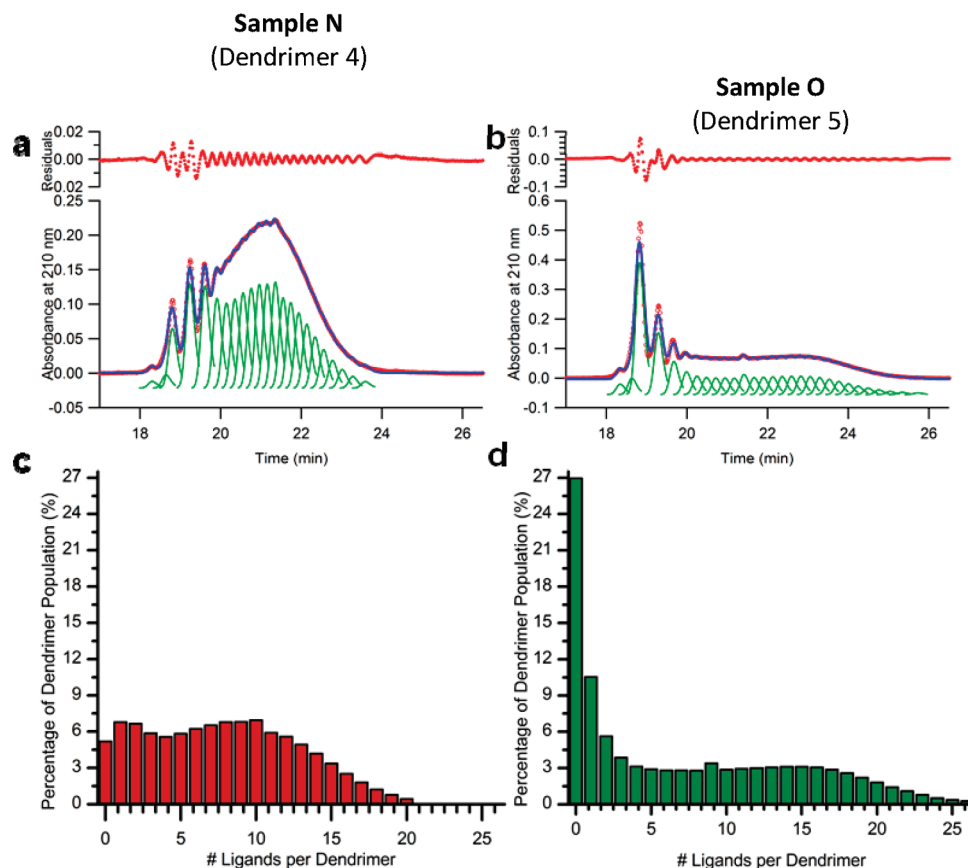 Sample N
(Dendrimer 4)
Sample O
(Dendrimer 5)
a
0.02
0.00
0.02
Residuals
0.25
0.20
0.15
0.10
0.05
0.00
-0.05
Absorbance at 210 nm
18 20 22 24 26
Time (min)
b
0.1
0.0
-0.1
Residuals
0.6
0.5
0.4
0.3
0.2
0.1
0.0
-0.1
Absorbance at 210 nm
18 20 22 24 26
Time (min)
c
27
24
21
18
15
12
9
6
3
0
Percentage of Dendrimer Population (%)
0 5 10 15 20 25
# Ligands per Dendrimer
d
27
24
21
18
15
12
9
6
3
0
Percentage of Dendrimer Population (%)
0 5 10 15 20 25
# Ligands per Dendrimer